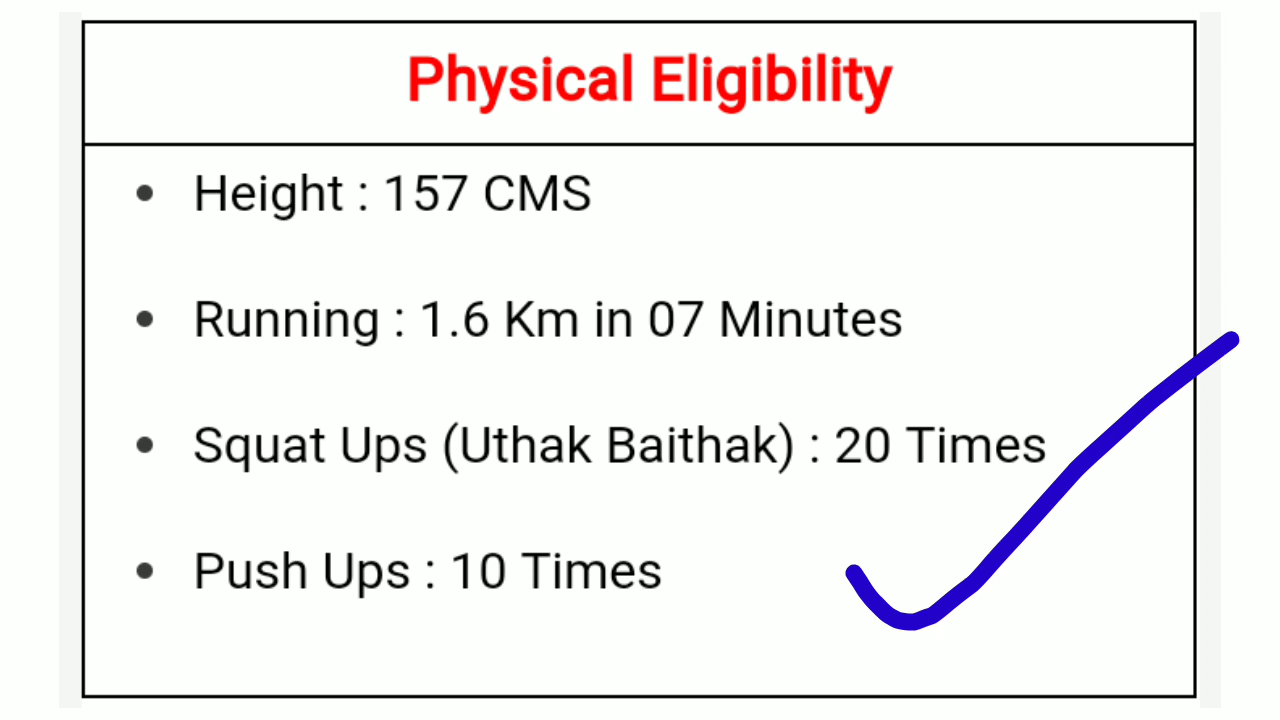 Physical Eligibility
Height : 157 CMS
Running : 1.6 Km in 07 Minutes
Squat Ups (Uthak Baithak) : 20 Times
Push Ups : 10 Times